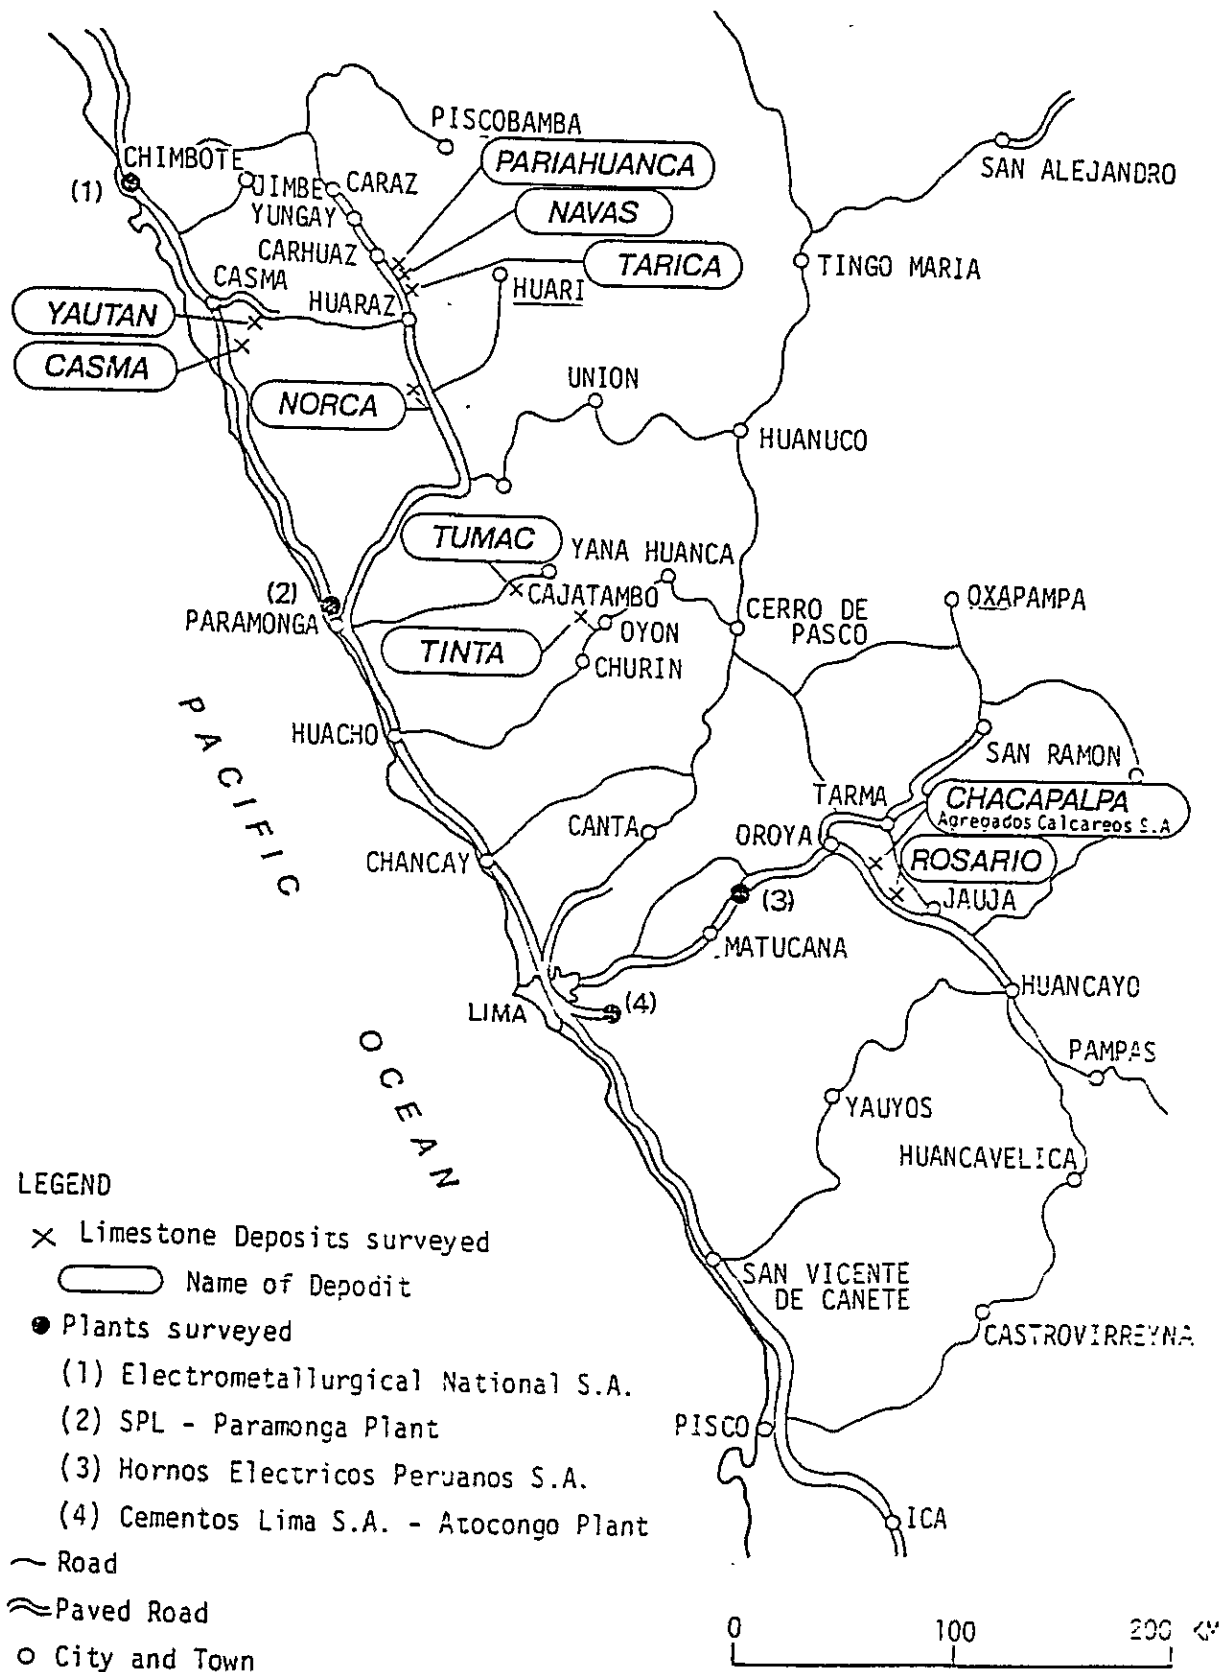 PISCOBAMBA
CHIMBOTE
(1)
PARIAHUANCA
SAN ALEJANDRO
JIMBE
CARAZ
YUNGAY
NAVAS
CARHUAZ
TARICA
TINGO MARIA
CASMA
HUARI
YAUTAN
HUARAZ
CASMA
NORCA
UNION
HUANUCO
TUMAC
YANA HUANCA
(2)
CAJATAMBO
PARAMONGA
OYON
CERRO DE
PASCO
OXAPAMPA
TINTA
CHURIN
PACIFIC
HUACHO
SAN RAMON
TARMA
CHACAPALPA
Agregados Calcareos S.A
CANTA
OROYA
CHANCAY
ROSARIO
(3)
JAUJA
MATUCANA
HUANCAYO
LIMA
(4)
OCEAN
PAMPAS
YAUYOS
HUANCAVELICA
SAN VICENTE
DE CANETE
CASTROVIRREYNA
PISCO
ICA
LEGEND
Limestone Deposits surveyed
Name of Depodit
Plants surveyed
(1) Electrometallurgical National S.A.
(2) SPL - Paramonga Plant
(3) Hornos Electricos Peruanos S.A.
(4) Cementos Lima S.A. - Atocongo Plant
Road
Paved Road
City and Town
0 100 200 KM